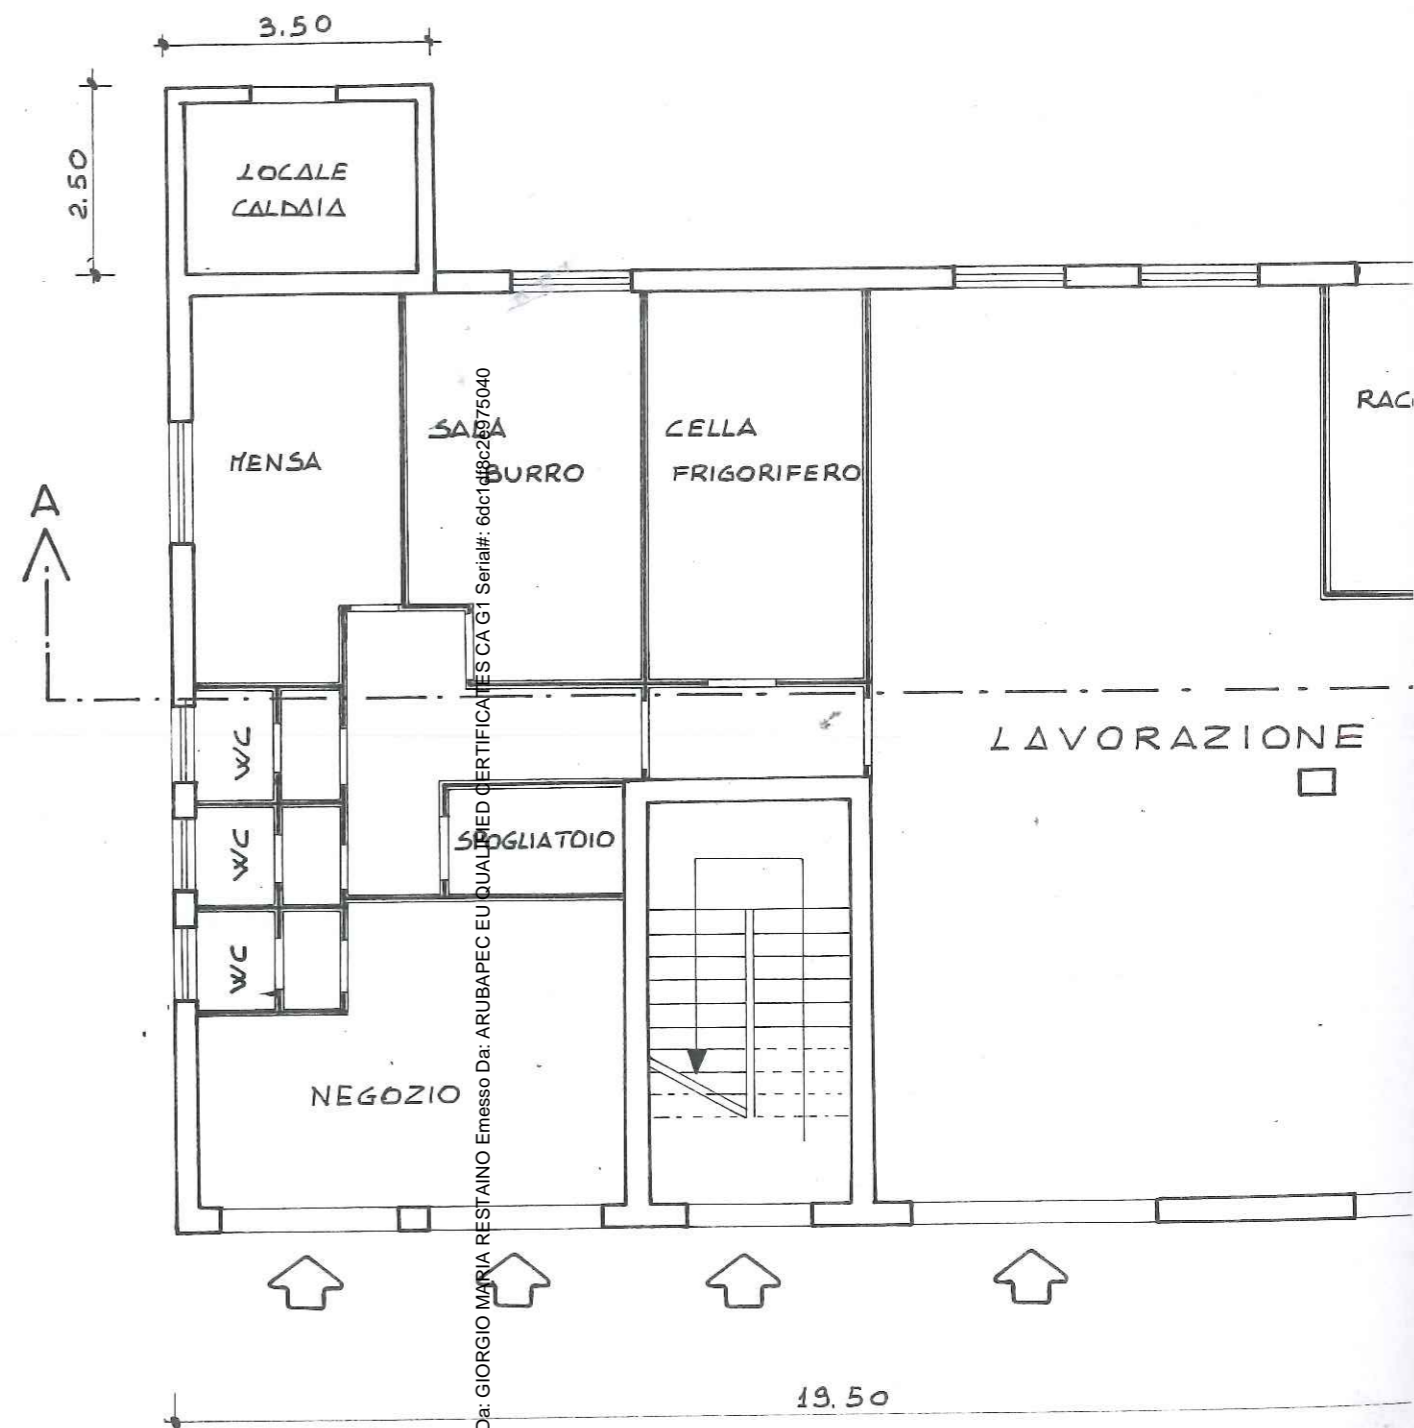 3.50
2.50
LOCALE
CALDAIA
MENSA
SALA
BURRO
CELLA
FRIGORIFERO
A
LAVORAZIONE
WC
WC
WC
SPOGLIATOIO
NEGOZIO
19.50
Da: GIORGIO MARIA RESTAINO Emesso Da: ARUBAPEC EU QUALIFIED CERTIFICATES CA G1 Serial#: 6dc1df8c2e975040